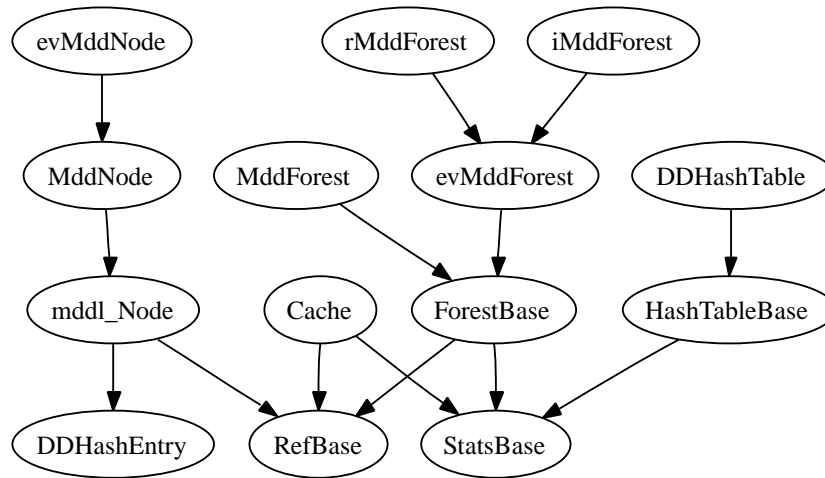 evMddNode
rMddForest
iMddForest
MddNode
MddForest
evMddForest
DDHashTable
mddl_Node
Cache
ForestBase
HashTableBase
DDHashEntry
RefBase
StatsBase